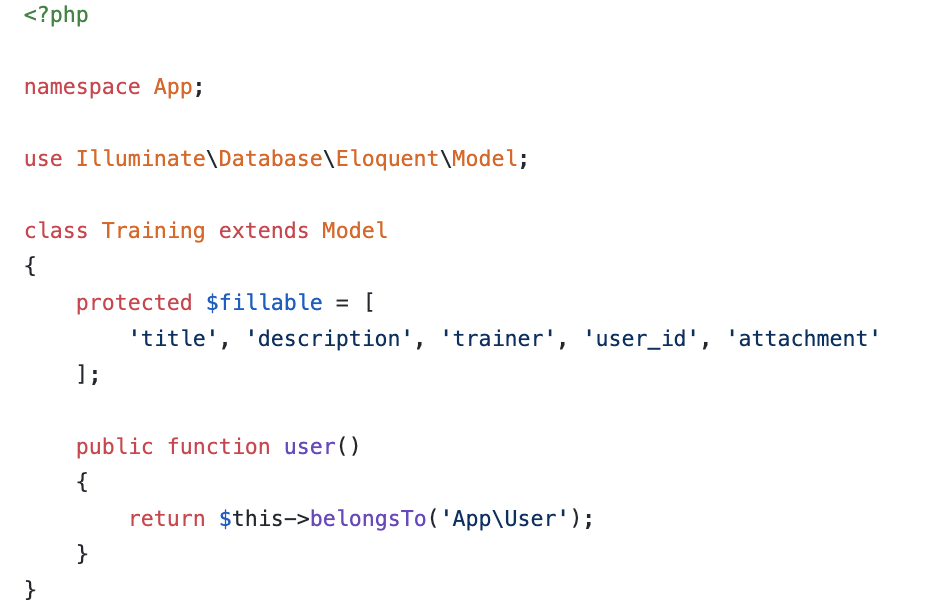 <?php
namespace App;
use Illuminate\Database\Eloquent\Model;
class Training extends Model
{
    protected $fillable = [
        'title', 'description', 'trainer', 'user_id', 'attachment'
    ];
    public function user()
    {
        return $this->belongsTo('App\User');
    }
}